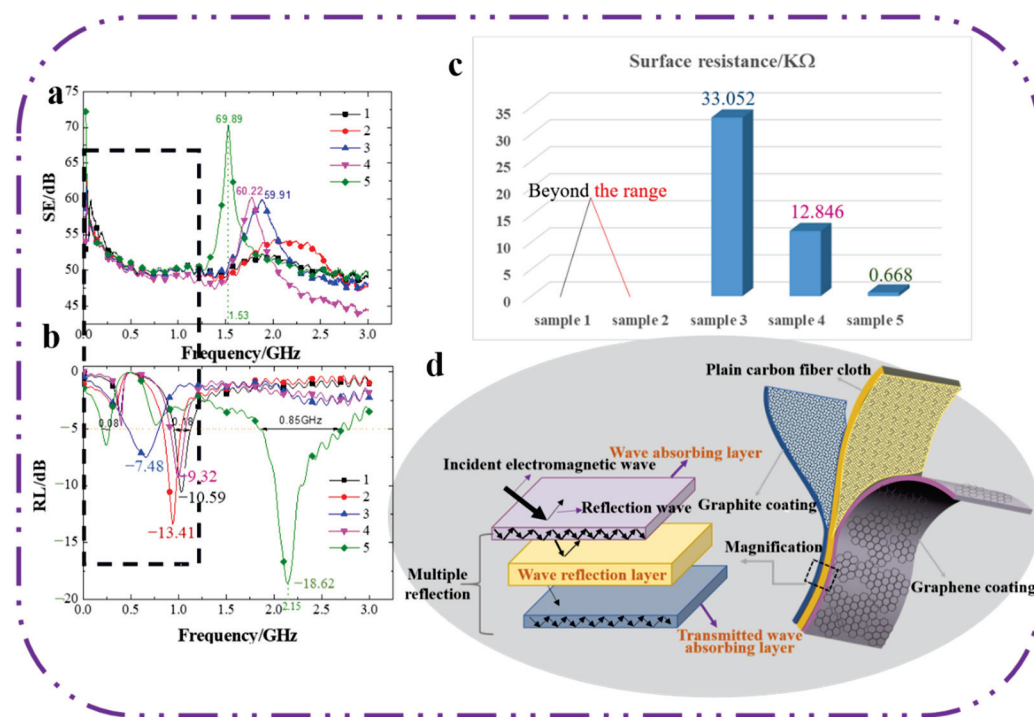 a
75
70
65
60
55
50
45
SE/dB
69.89
60.22
59.91
1
2
3
4
5
1.53
0.0 0.5 1.0 1.5 2.0 2.5 3.0
Frequency/GHz
b
0
−5
−10
−15
−20
RL/dB
0.08
0.18
0.85GHz
−7.48
−9.32
−10.59
−13.41
−18.62
2.15
1
2
3
4
5
0.0 0.5 1.0 1.5 2.0 2.5 3.0
Frequency/GHz
c
Surface resistance/KΩ
35
30
25
20
15
10
5
0
Beyond the range
33.052
12.846
0.668
sample 1 sample 2 sample 3 sample 4 sample 5
d
Plain carbon fiber cloth
Wave absorbing layer
Incident electromagnetic wave
Reflection wave
Graphite coating
Magnification
Multiple
reflection
Wave reflection layer
Graphene coating
Transmitted wave
absorbing layer